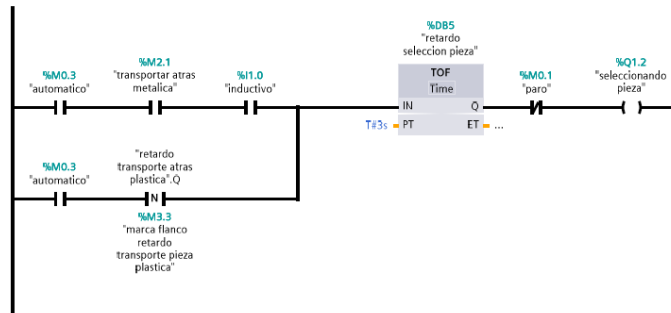 %DB5
"retardo
seleccion pieza"
%M0.3
"automatico"
%M2.1
"transportar atras
metalica"
%I1.0
"inductivo"
TOF
Time
%M0.1
"paro"
%Q1.2
"seleccionando
pieza"
IN
Q
T#3s
PT
ET
...
%M0.3
"automatico"
"retardo
transporte atras
plastica".Q
N
%M3.3
"marca flanco
retardo
transporte pieza
plastica"